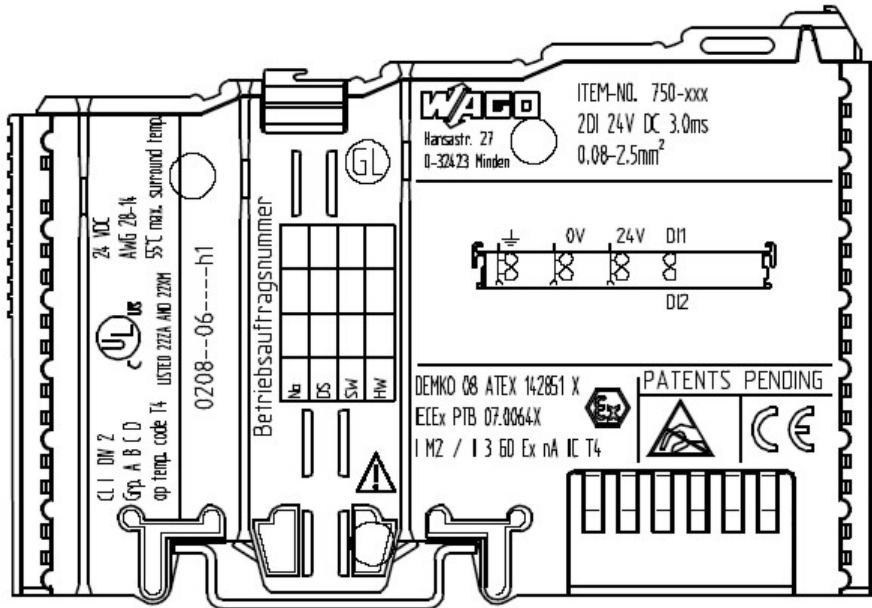 WAGO
Hansastr. 27
D-32423 Minden
ITEM-NO. 750-xxx
2DI 24V DC 3.0ms
0.08-2.5mm²
GL
0V 24V DI1
DI2
DEMKO 08 ATEX 142851 X
IECEx PTB 07.0064X
I M2 / II 3 GD Ex nA IIC T4
Ex
PATENTS PENDING
CE
24 VDC
AWG 28-14
55°C max. surround temp.
C UL US
LISTED 22ZA AND 22XM
CL I DIV 2
Grp. A B C D
op temp. code T4
0208--06----h1
Betriebsauftragsnummer
No
DS
SW
HW